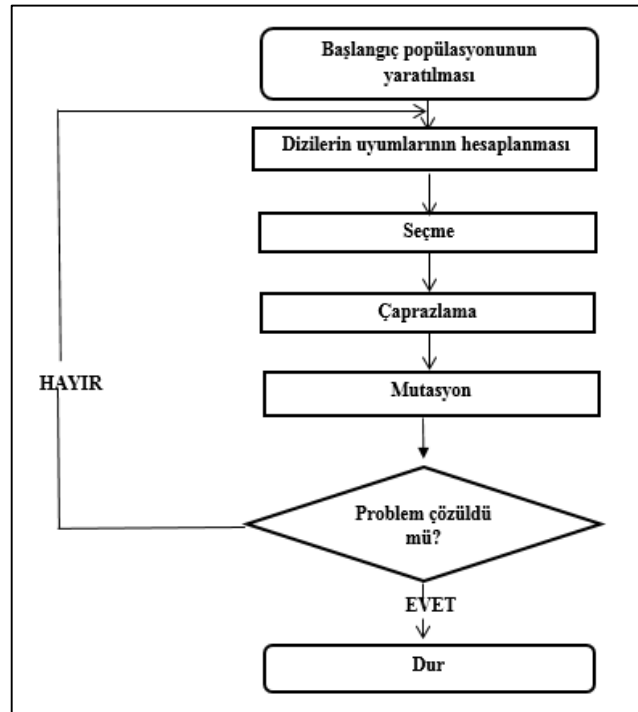 Başlangıç popülasyonunun
yaratılması
Dizilerin uyumlarının hesaplanması
Seçme
Çaprazlama
Mutasyon
HAYIR
Problem çözüldü
mü?
EVET
Dur